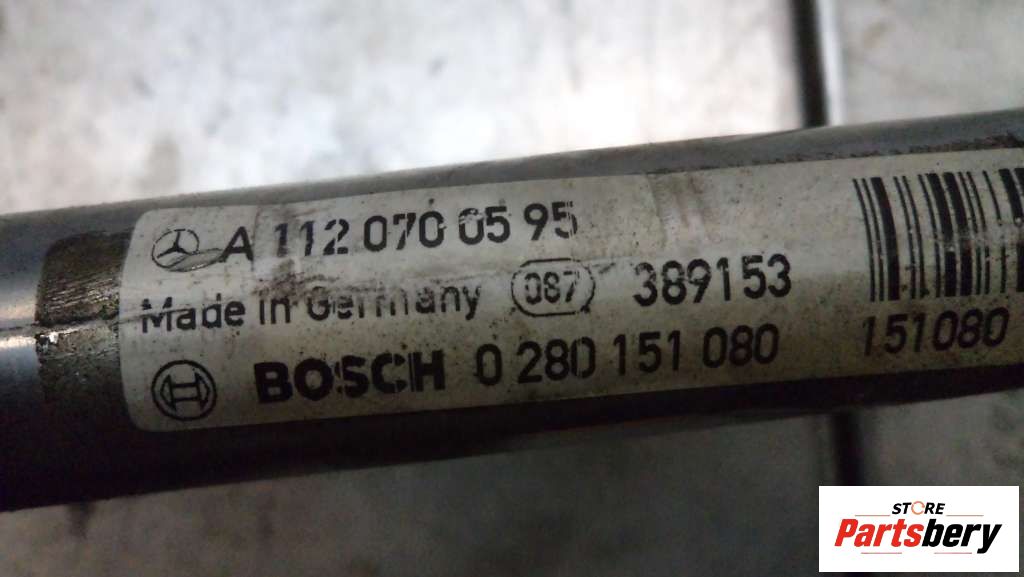 A 112 070 05 95
Made in Germany 087 389153
BOSCH 0 280 151 080 151080
STORE
Partsbery